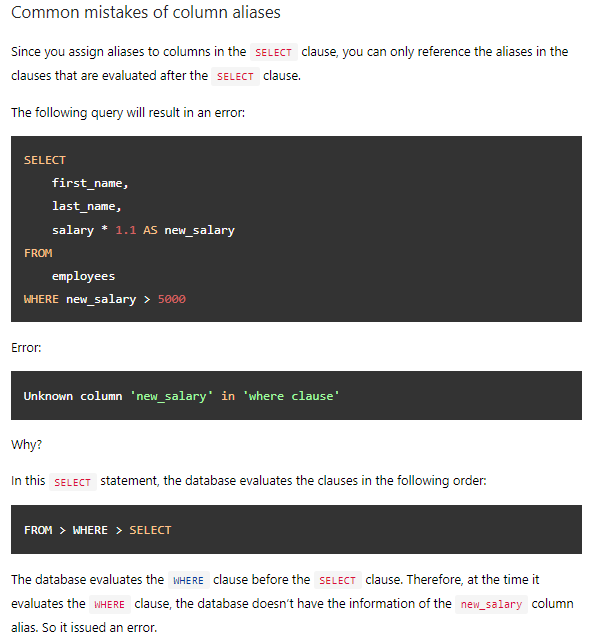 Common mistakes of column aliases
Since you assign aliases to columns in the SELECT clause, you can only reference the aliases in the
clauses that are evaluated after the SELECT clause.
The following query will result in an error:
SELECT
    first_name,
    last_name,
    salary * 1.1 AS new_salary
FROM
    employees
WHERE new_salary > 5000
Error:
Unknown column 'new_salary' in 'where clause'
Why?
In this SELECT statement, the database evaluates the clauses in the following order:
FROM > WHERE > SELECT
The database evaluates the WHERE clause before the SELECT clause. Therefore, at the time it
evaluates the WHERE clause, the database doesn't have the information of the new_salary column
alias. So it issued an error.